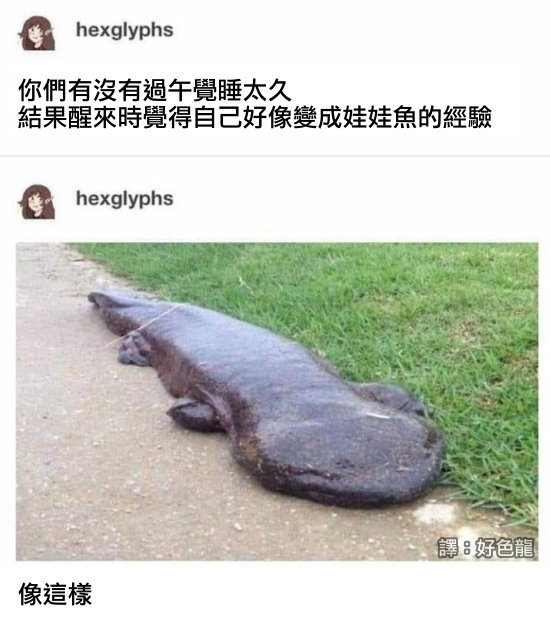 hexglyphs
你們有沒有過午覺睡太久
結果醒來時覺得自己好像變成娃娃魚的經驗
hexglyphs
譯：好色龍
像這樣